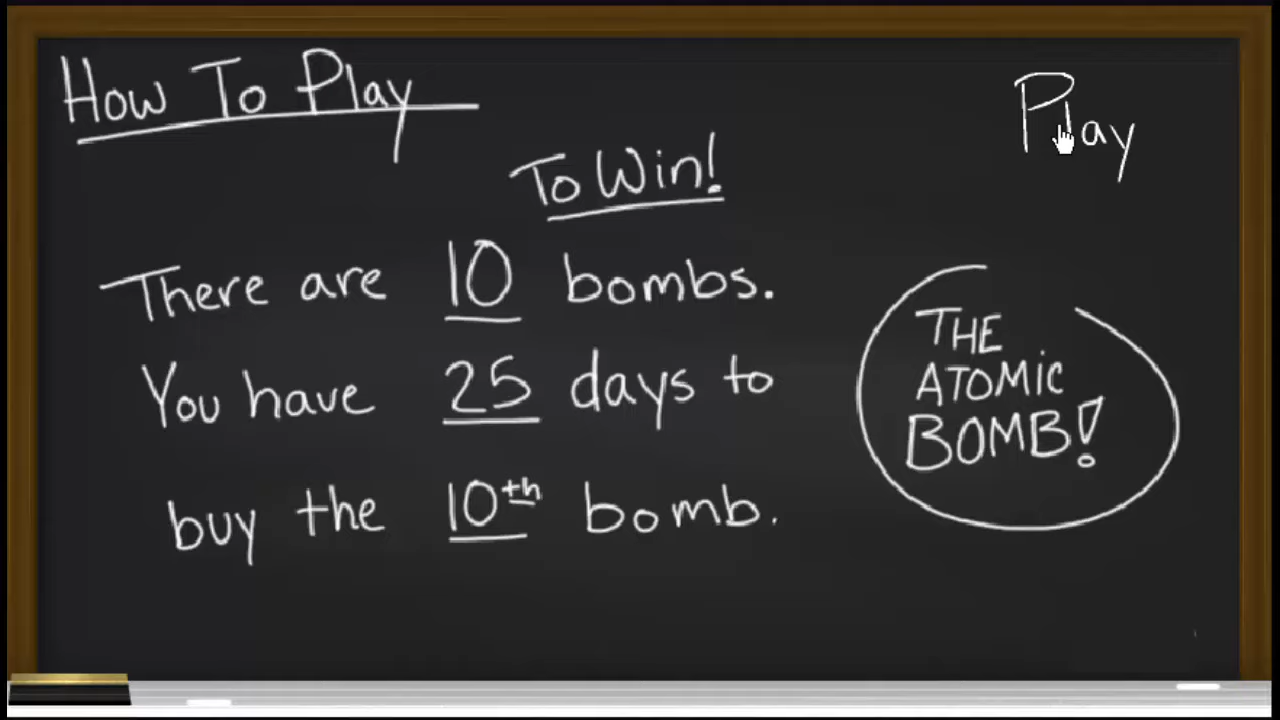 How To Play
Play
To Win!
There are 10 bombs.
You have 25 days to
buy the 10th bomb.
THE
ATOMIC
BOMB!